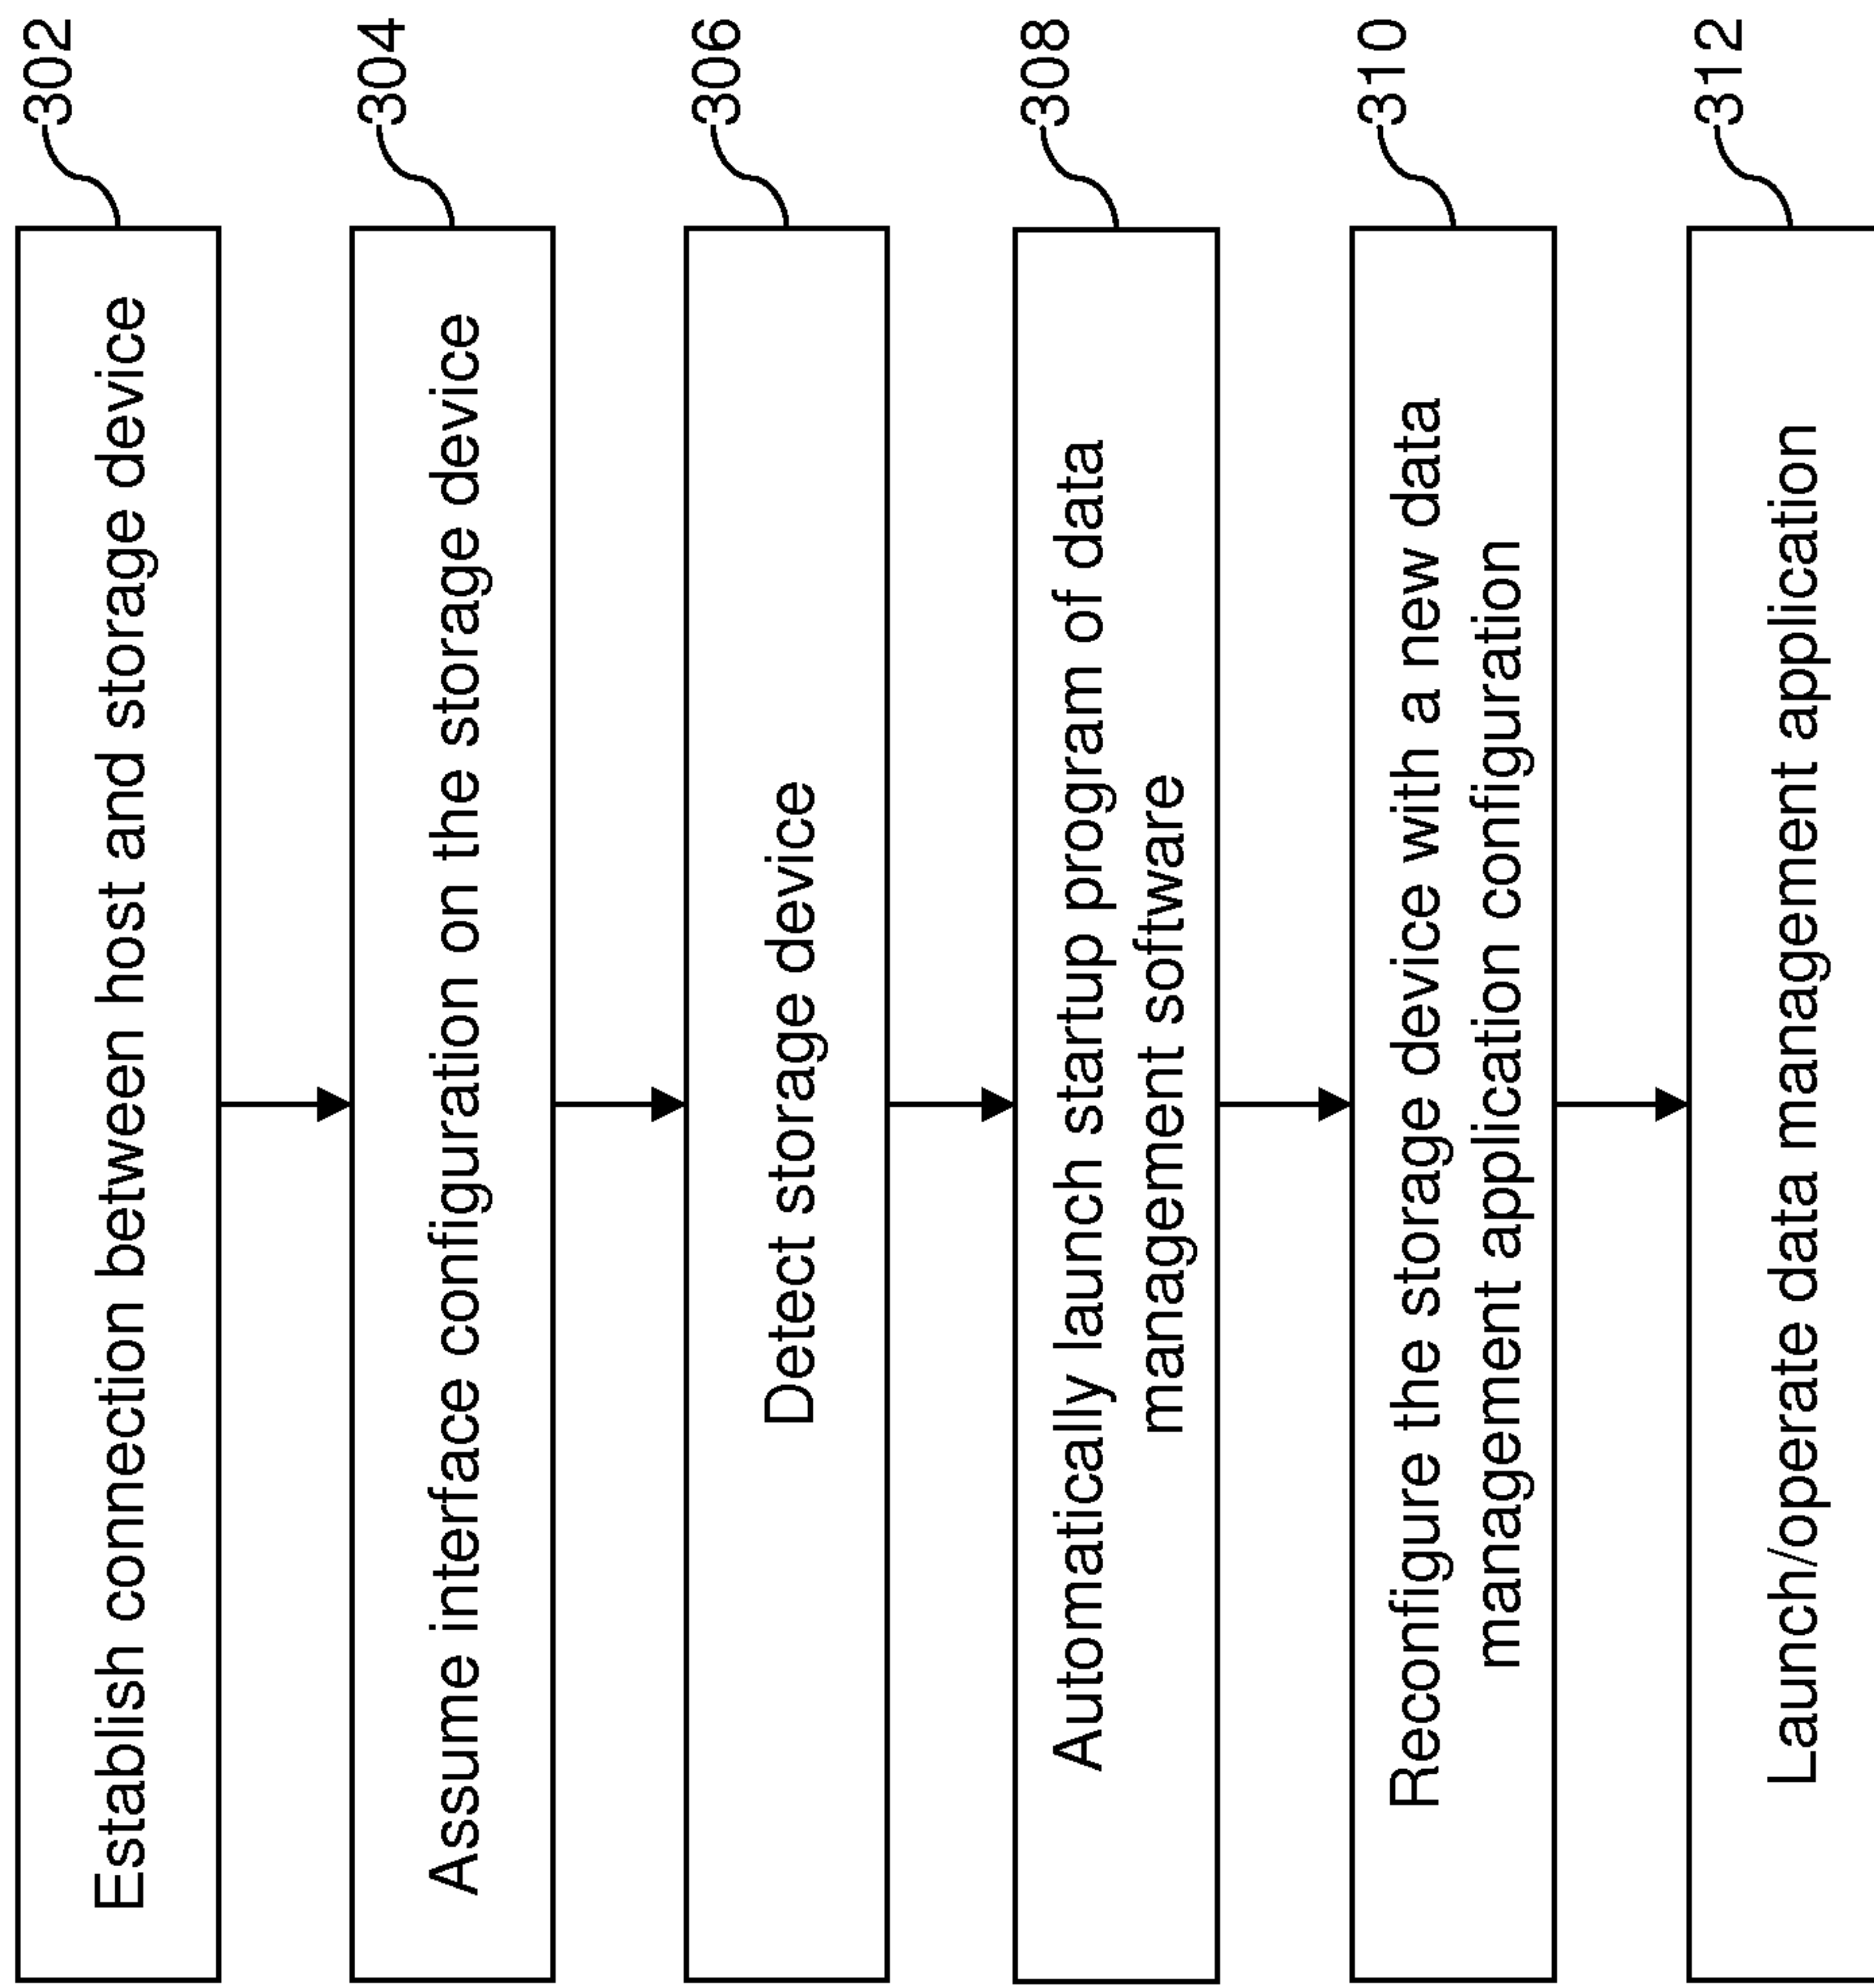 302
Establish connection between host and storage device
304
Assume interface configuration on the storage device
306
Detect storage device
308
Automatically launch startup program of data
management software
310
Reconfigure the storage device with a new data
management application configuration
312
Launch/operate data management application